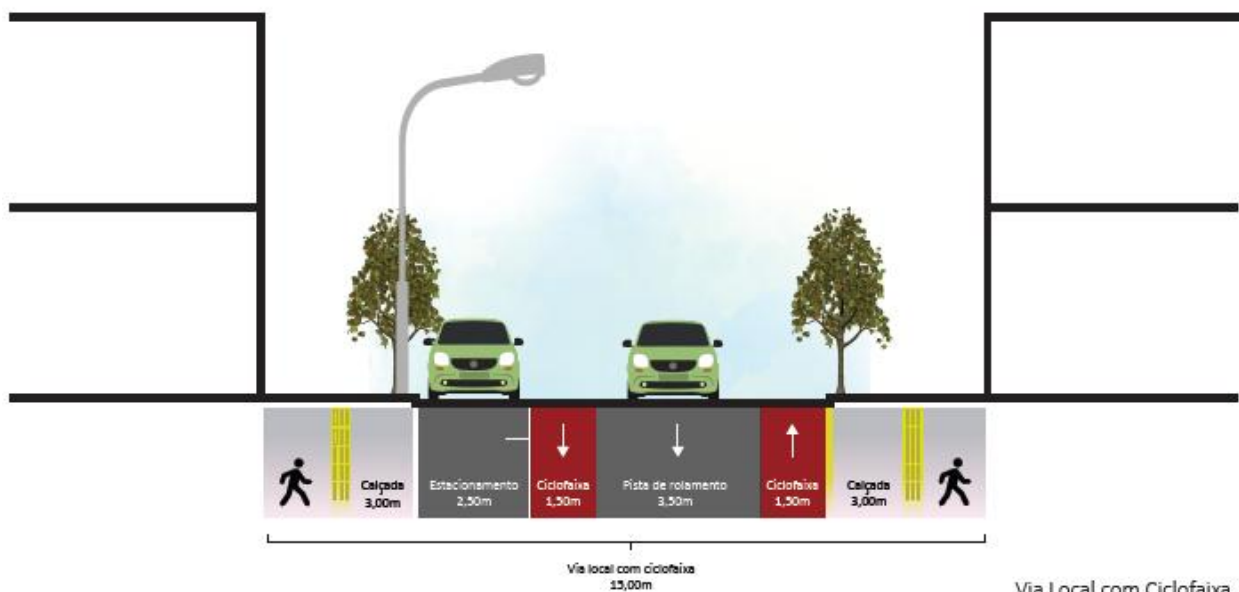 Calçada
3,00m
Estacionamento
2,50m
Ciclofaixa
1,50m
Pista de rolamento
3,50m
Ciclofaixa
1,50m
Calçada
3,00m
Via local com ciclofaixa
15,00m
Via Local com Ciclofaixa